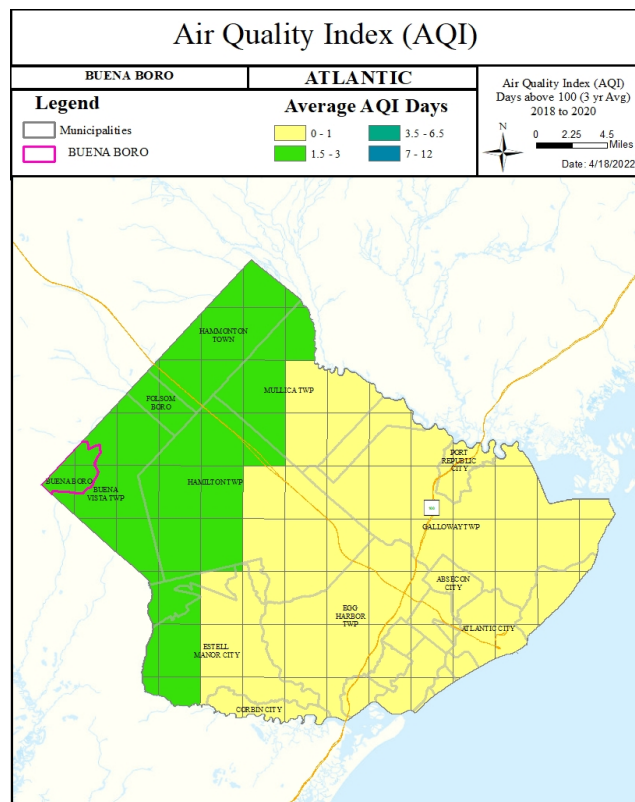 Air Quality Index (AQI)
BUENA BORO
ATLANTIC
Legend
Municipalities
BUENA BORO
Average AQI Days
0 - 1
1.5 - 3
3.5 - 6.5
7 - 12
Air Quality Index (AQI)
Days above 100 (3 yr Avg)
2018 to 2020
N
0 2.25 4.5
Miles
Date: 4/18/2022
HAMMONTON
TOWN
MULLICA TWP
FOLSOM
BORO
PORT
REPUBLIC
CITY
BUENA BORO
BUENA
VISTA TWP
HAMILTON TWP
GALLOWAY TWP
ABSECON
CITY
EGG
HARBOR
TWP
ATLANTIC CITY
ESTELL
MANOR CITY
CORBIN CITY